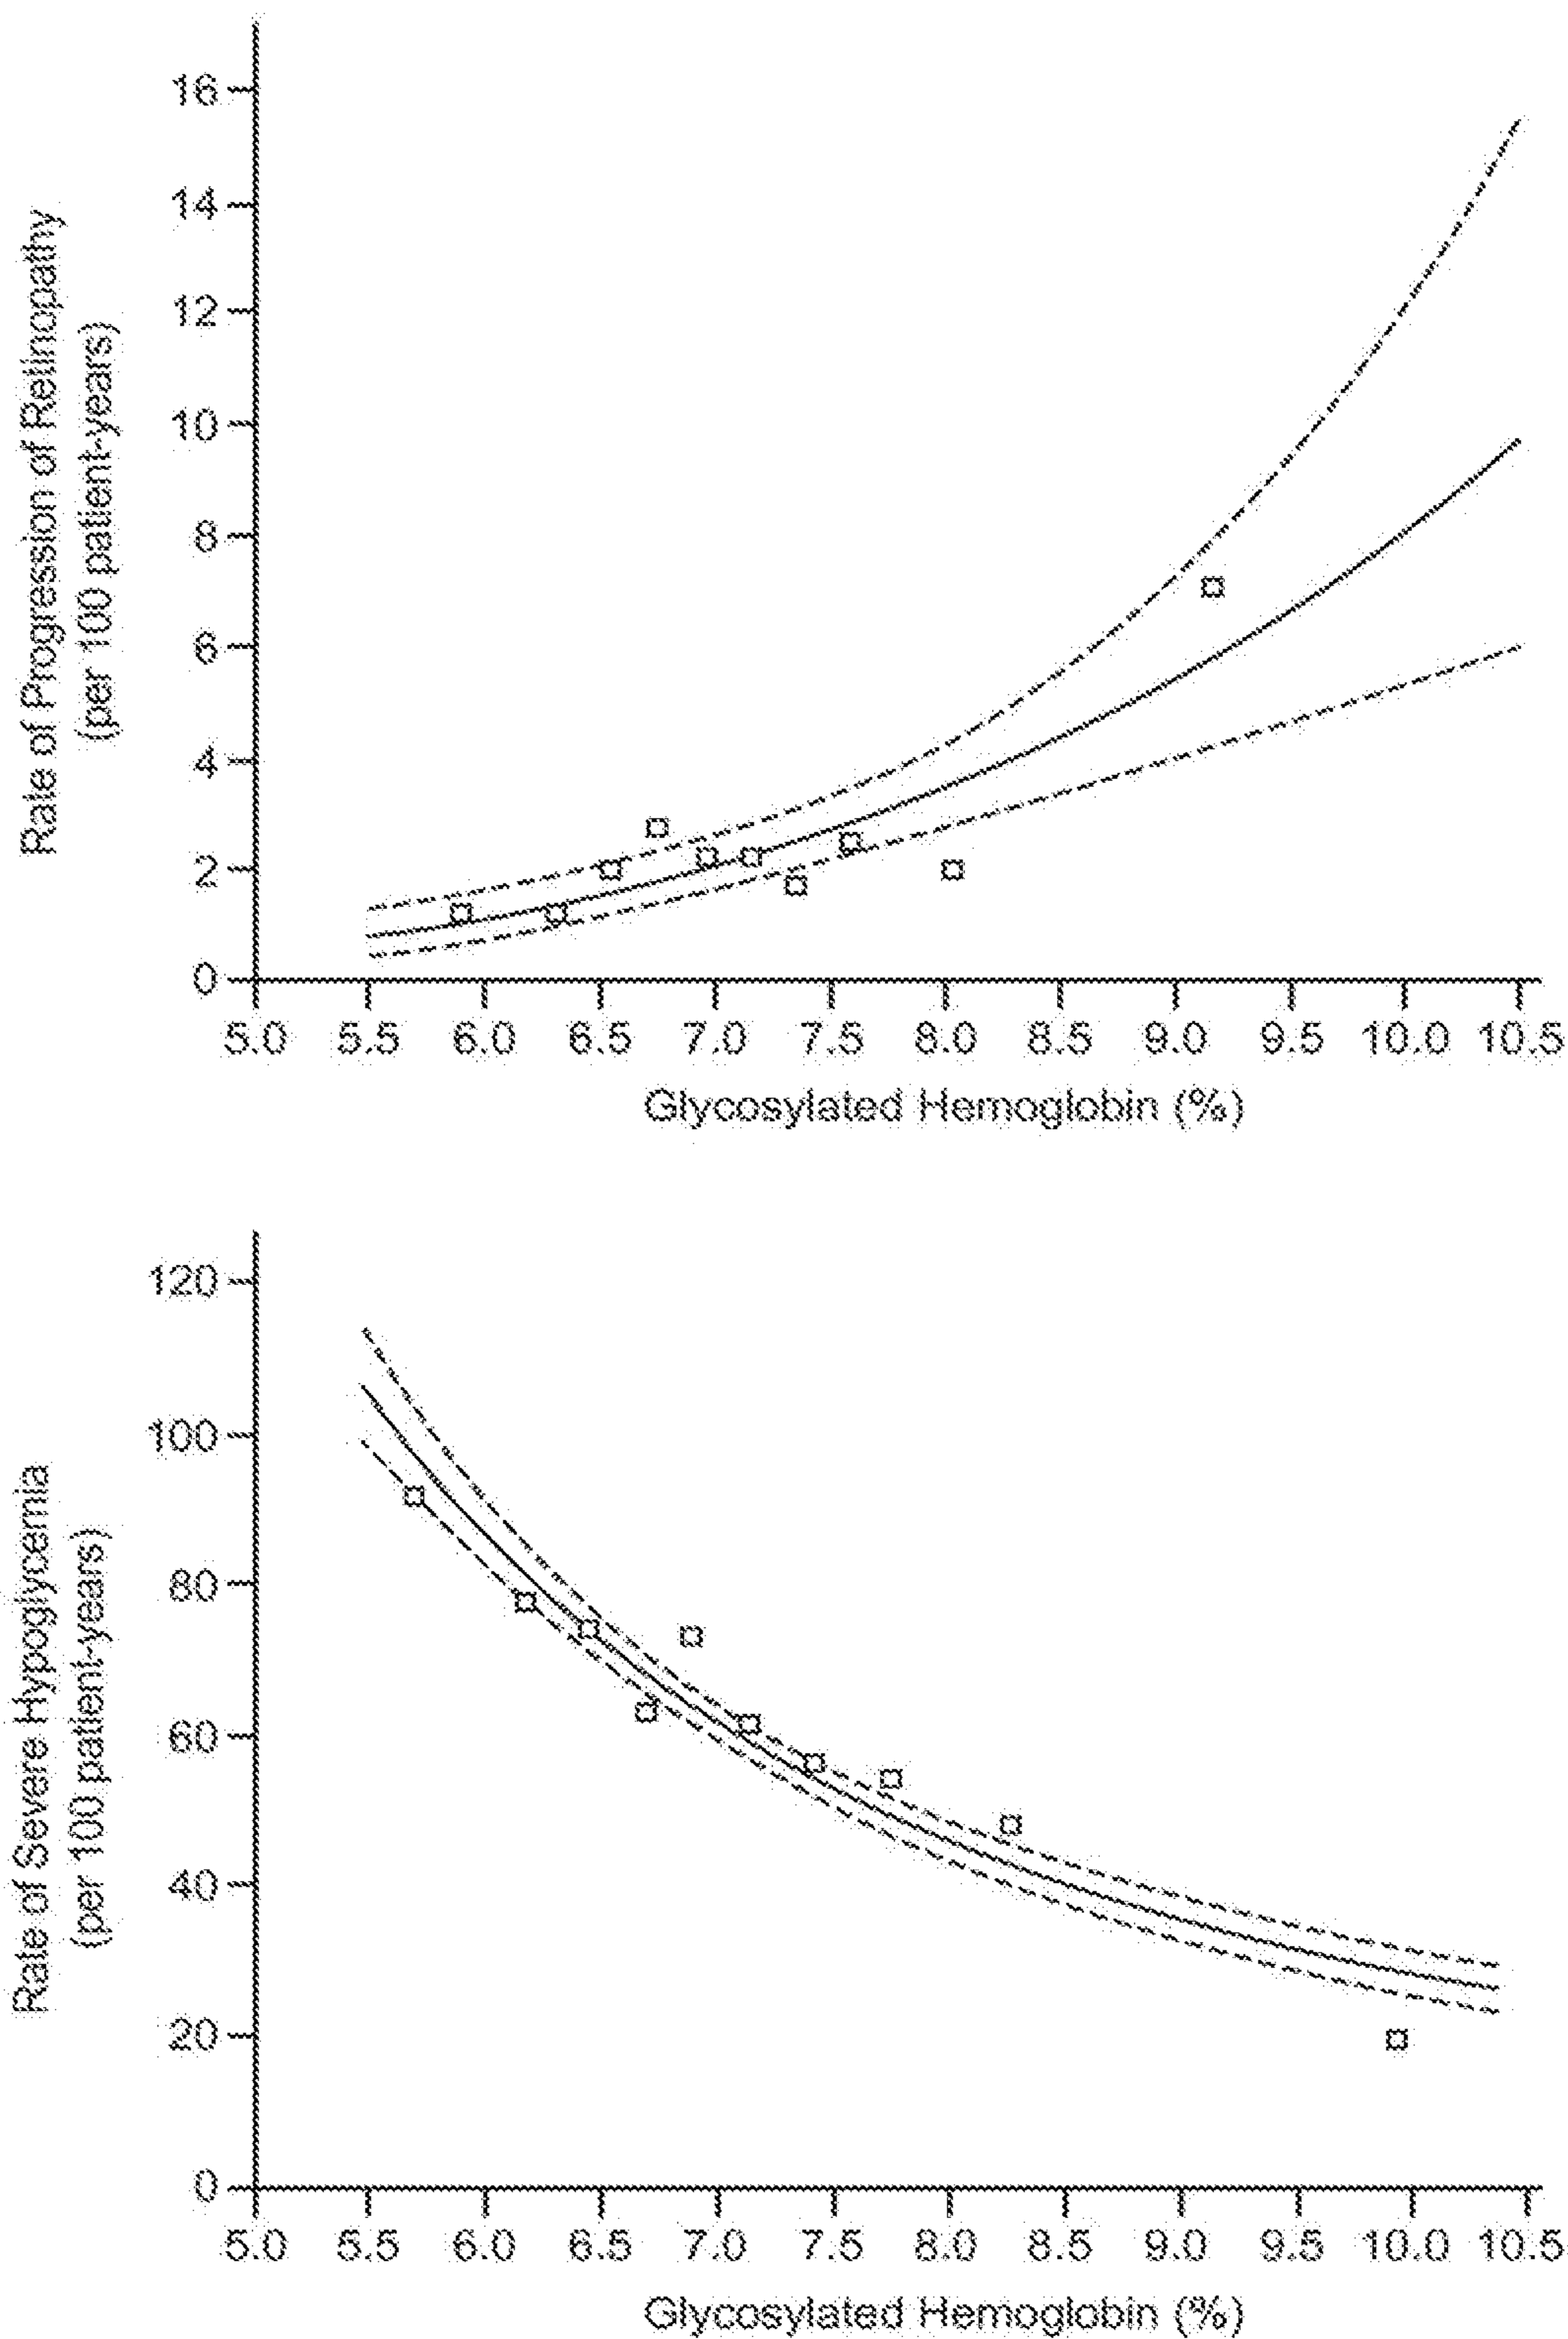 Rate of Progression of Retinopathy
(per 100 patient-years)
16
14
12
10
8
6
4
2
0
5.0 5.5 6.0 6.5 7.0 7.5 8.0 8.5 9.0 9.5 10.0 10.5
Glycosylated Hemoglobin (%)
Rate of Severe Hypoglycemia
(per 100 patient-years)
120
100
80
60
40
20
0
5.0 5.5 6.0 6.5 7.0 7.5 8.0 8.5 9.0 9.5 10.0 10.5
Glycosylated Hemoglobin (%)